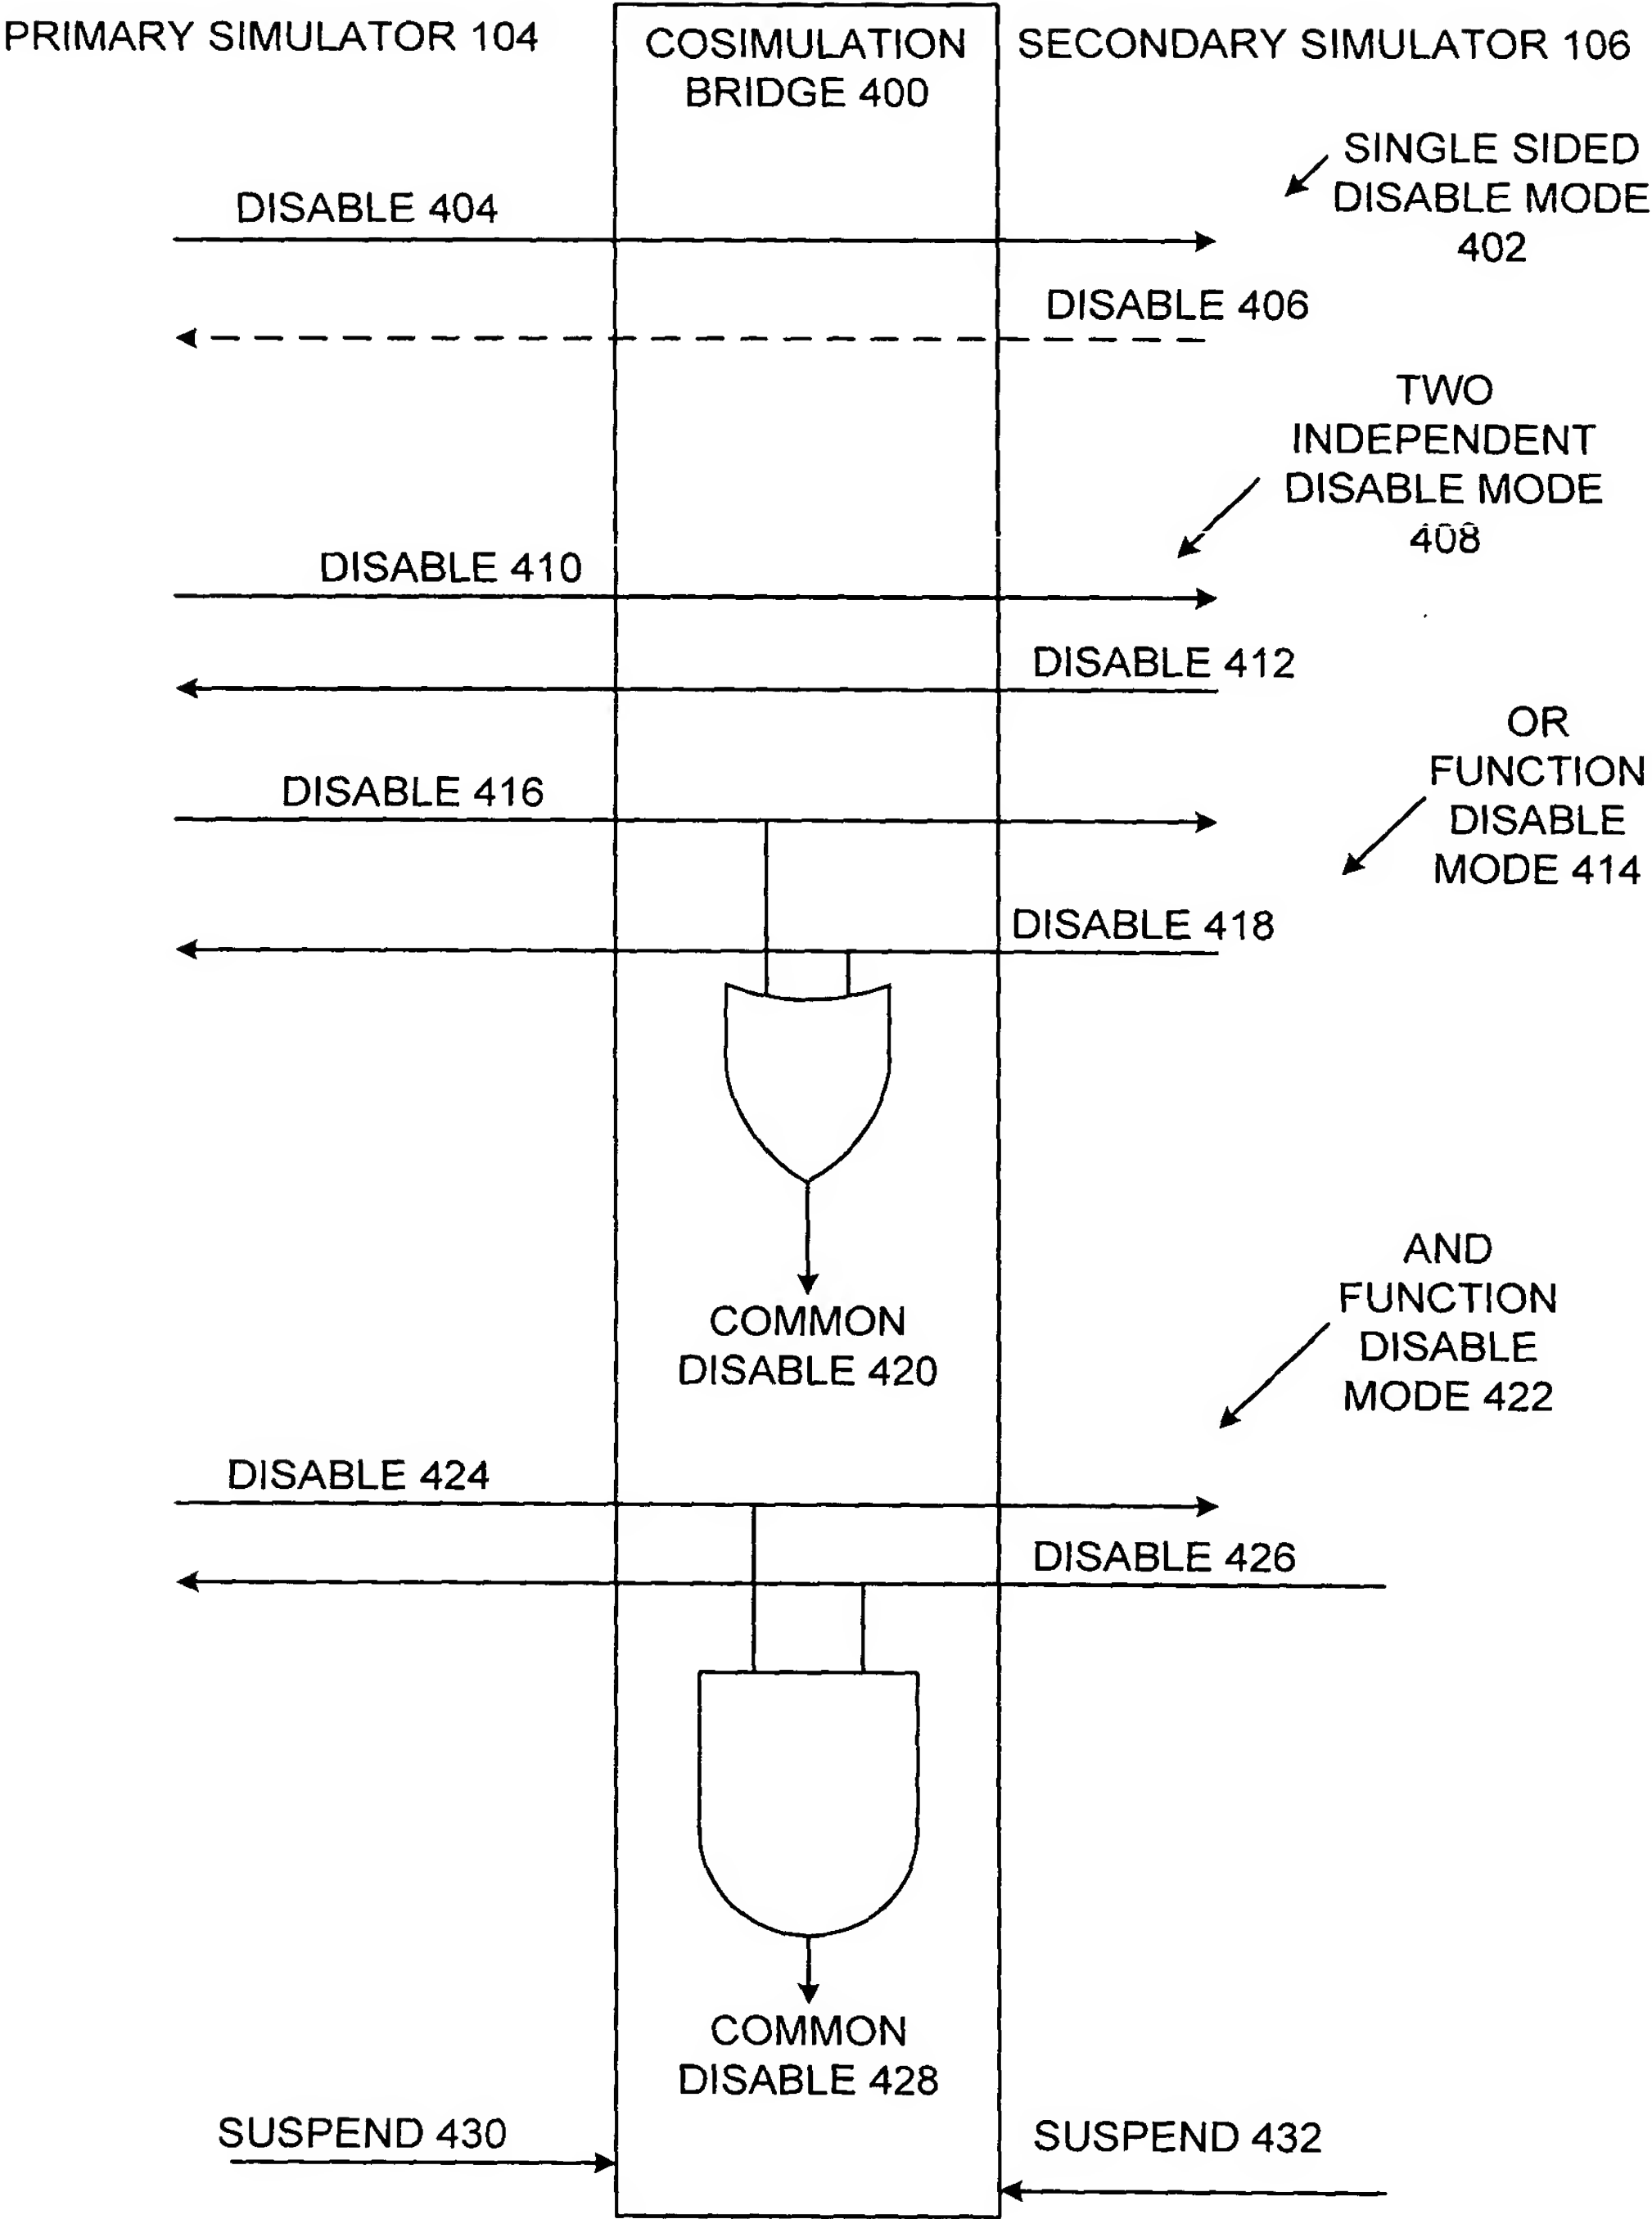 PRIMARY SIMULATOR 104
COSIMULATION
BRIDGE 400
SECONDARY SIMULATOR 106
SINGLE SIDED
DISABLE MODE
402
DISABLE 404
DISABLE 406
TWO
INDEPENDENT
DISABLE MODE
408
DISABLE 410
DISABLE 412
OR
FUNCTION
DISABLE
MODE 414
DISABLE 416
DISABLE 418
COMMON
DISABLE 420
AND
FUNCTION
DISABLE
MODE 422
DISABLE 424
DISABLE 426
COMMON
DISABLE 428
SUSPEND 430
SUSPEND 432